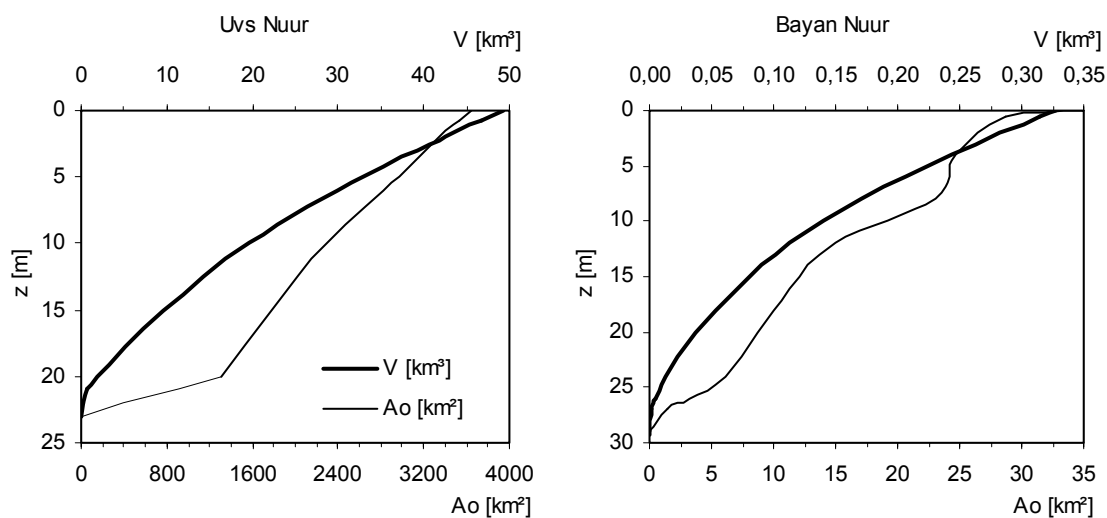 Uvs Nuur
V [km³]
0 10 20 30 40 50
0
5
10
15
20
25
z [m]
V [km³]
Ao [km²]
0 800 1600 2400 3200 4000
Ao [km²]
Bayan Nuur
V [km³]
0,00 0,05 0,10 0,15 0,20 0,25 0,30 0,35
0
5
10
15
20
25
30
z [m]
0 5 10 15 20 25 30 35
Ao [km²]